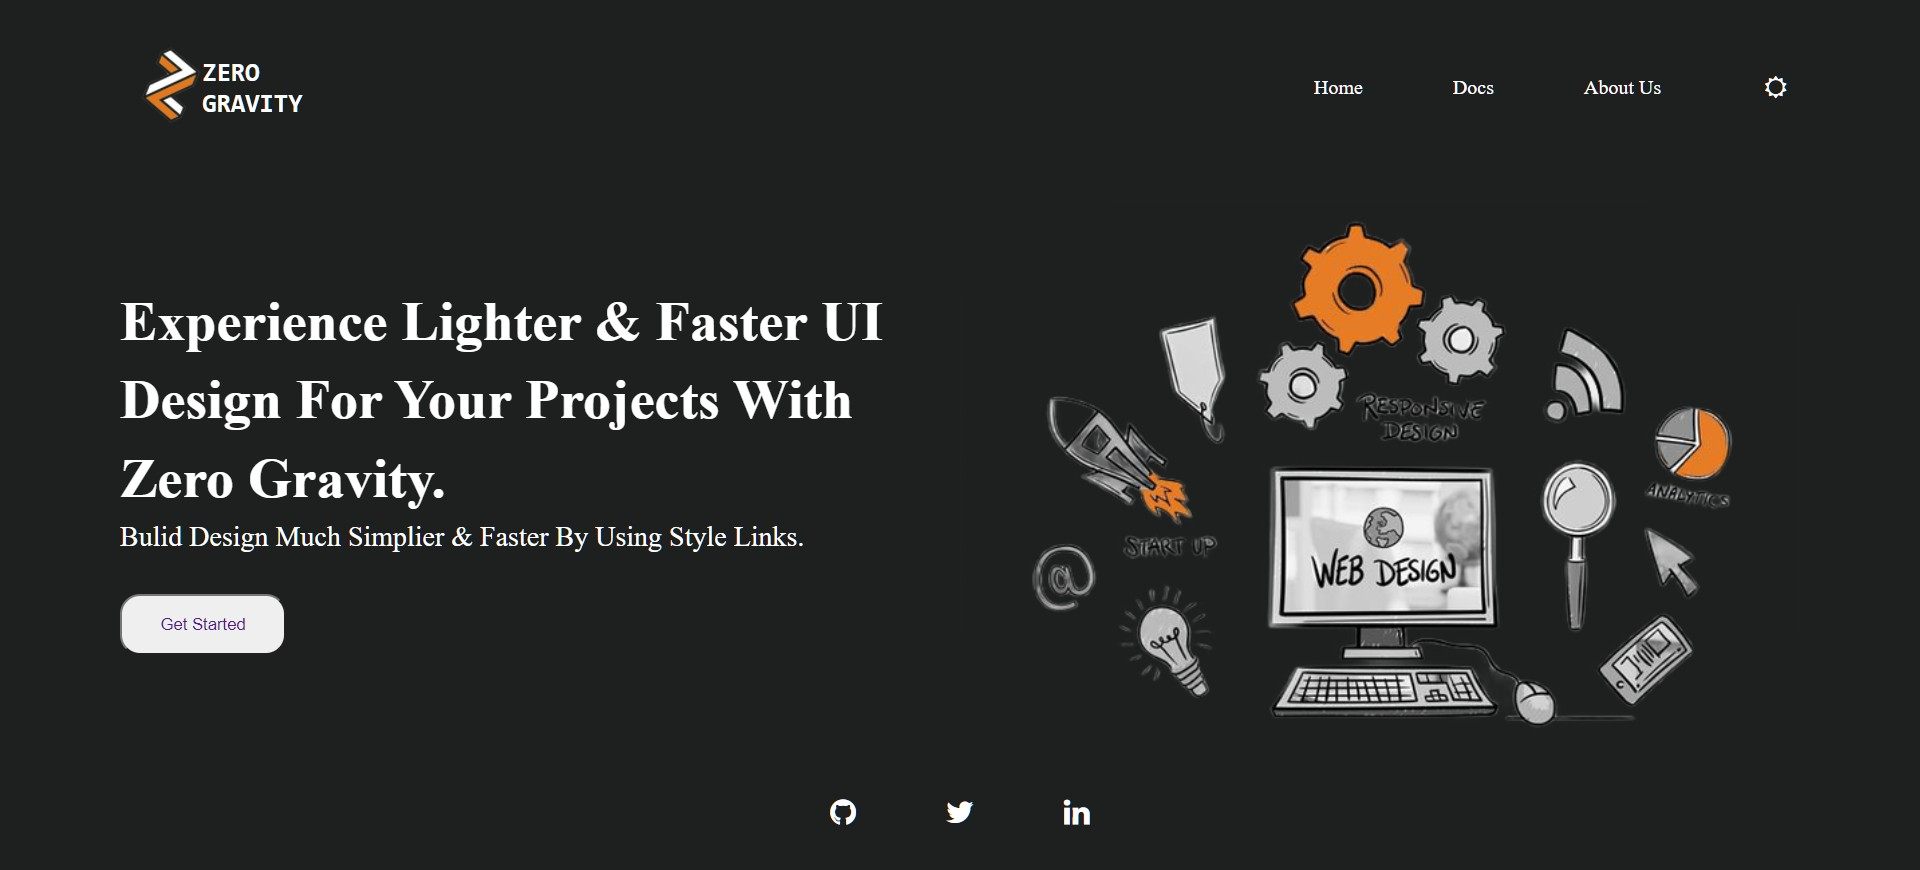 ZERO
GRAVITY
Home
Docs
About Us
Experience Lighter & Faster UI
Design For Your Projects With
Zero Gravity.
Bulid Design Much Simplier & Faster By Using Style Links.
Get Started
RESPONSIVE
DESIGN
ANALYTICS
START UP
@
WEB DESIGN
in